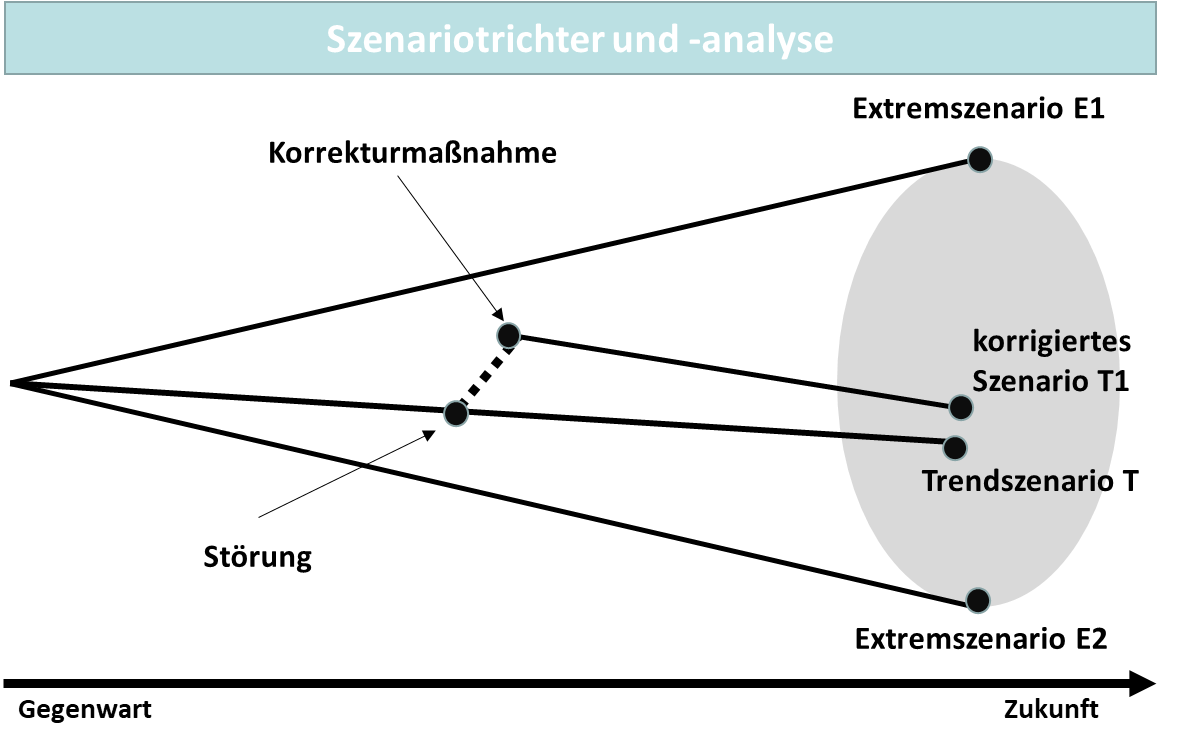 Szenariotrichter und -analyse
Extremszenario E1
Korrekturmaßnahme
korrigiertes
Szenario T1
Trendszenario T
Störung
Extremszenario E2
Gegenwart
Zukunft